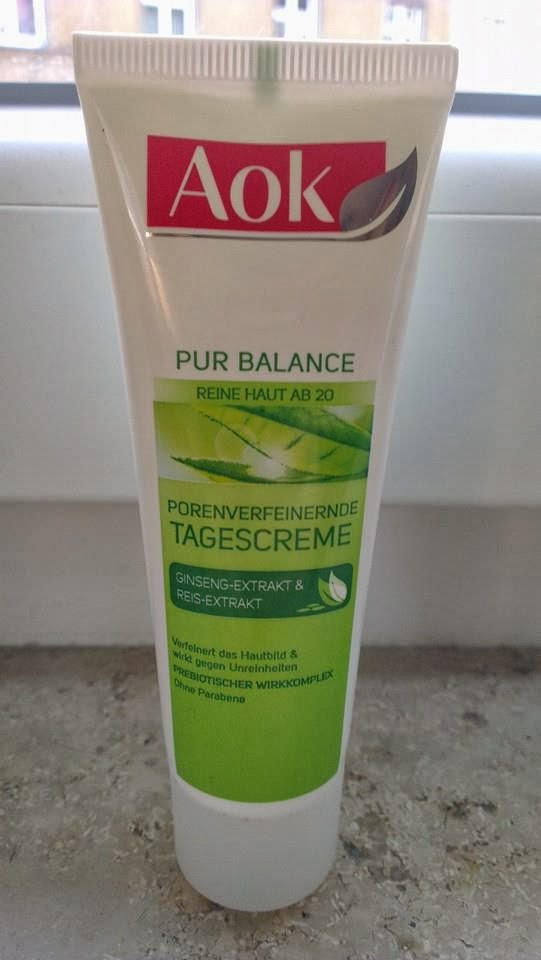 Aok
PUR BALANCE
REINE HAUT AB 20
PORENVERFEINERNDE
TAGESCREME
GINSENG-EXTRAKT &
REIS-EXTRAKT
Verfeinert das Hautbild &
wirkt gegen Unreinheiten
PREBIOTISCHER WIRKKOMPLEX
Ohne Parabene